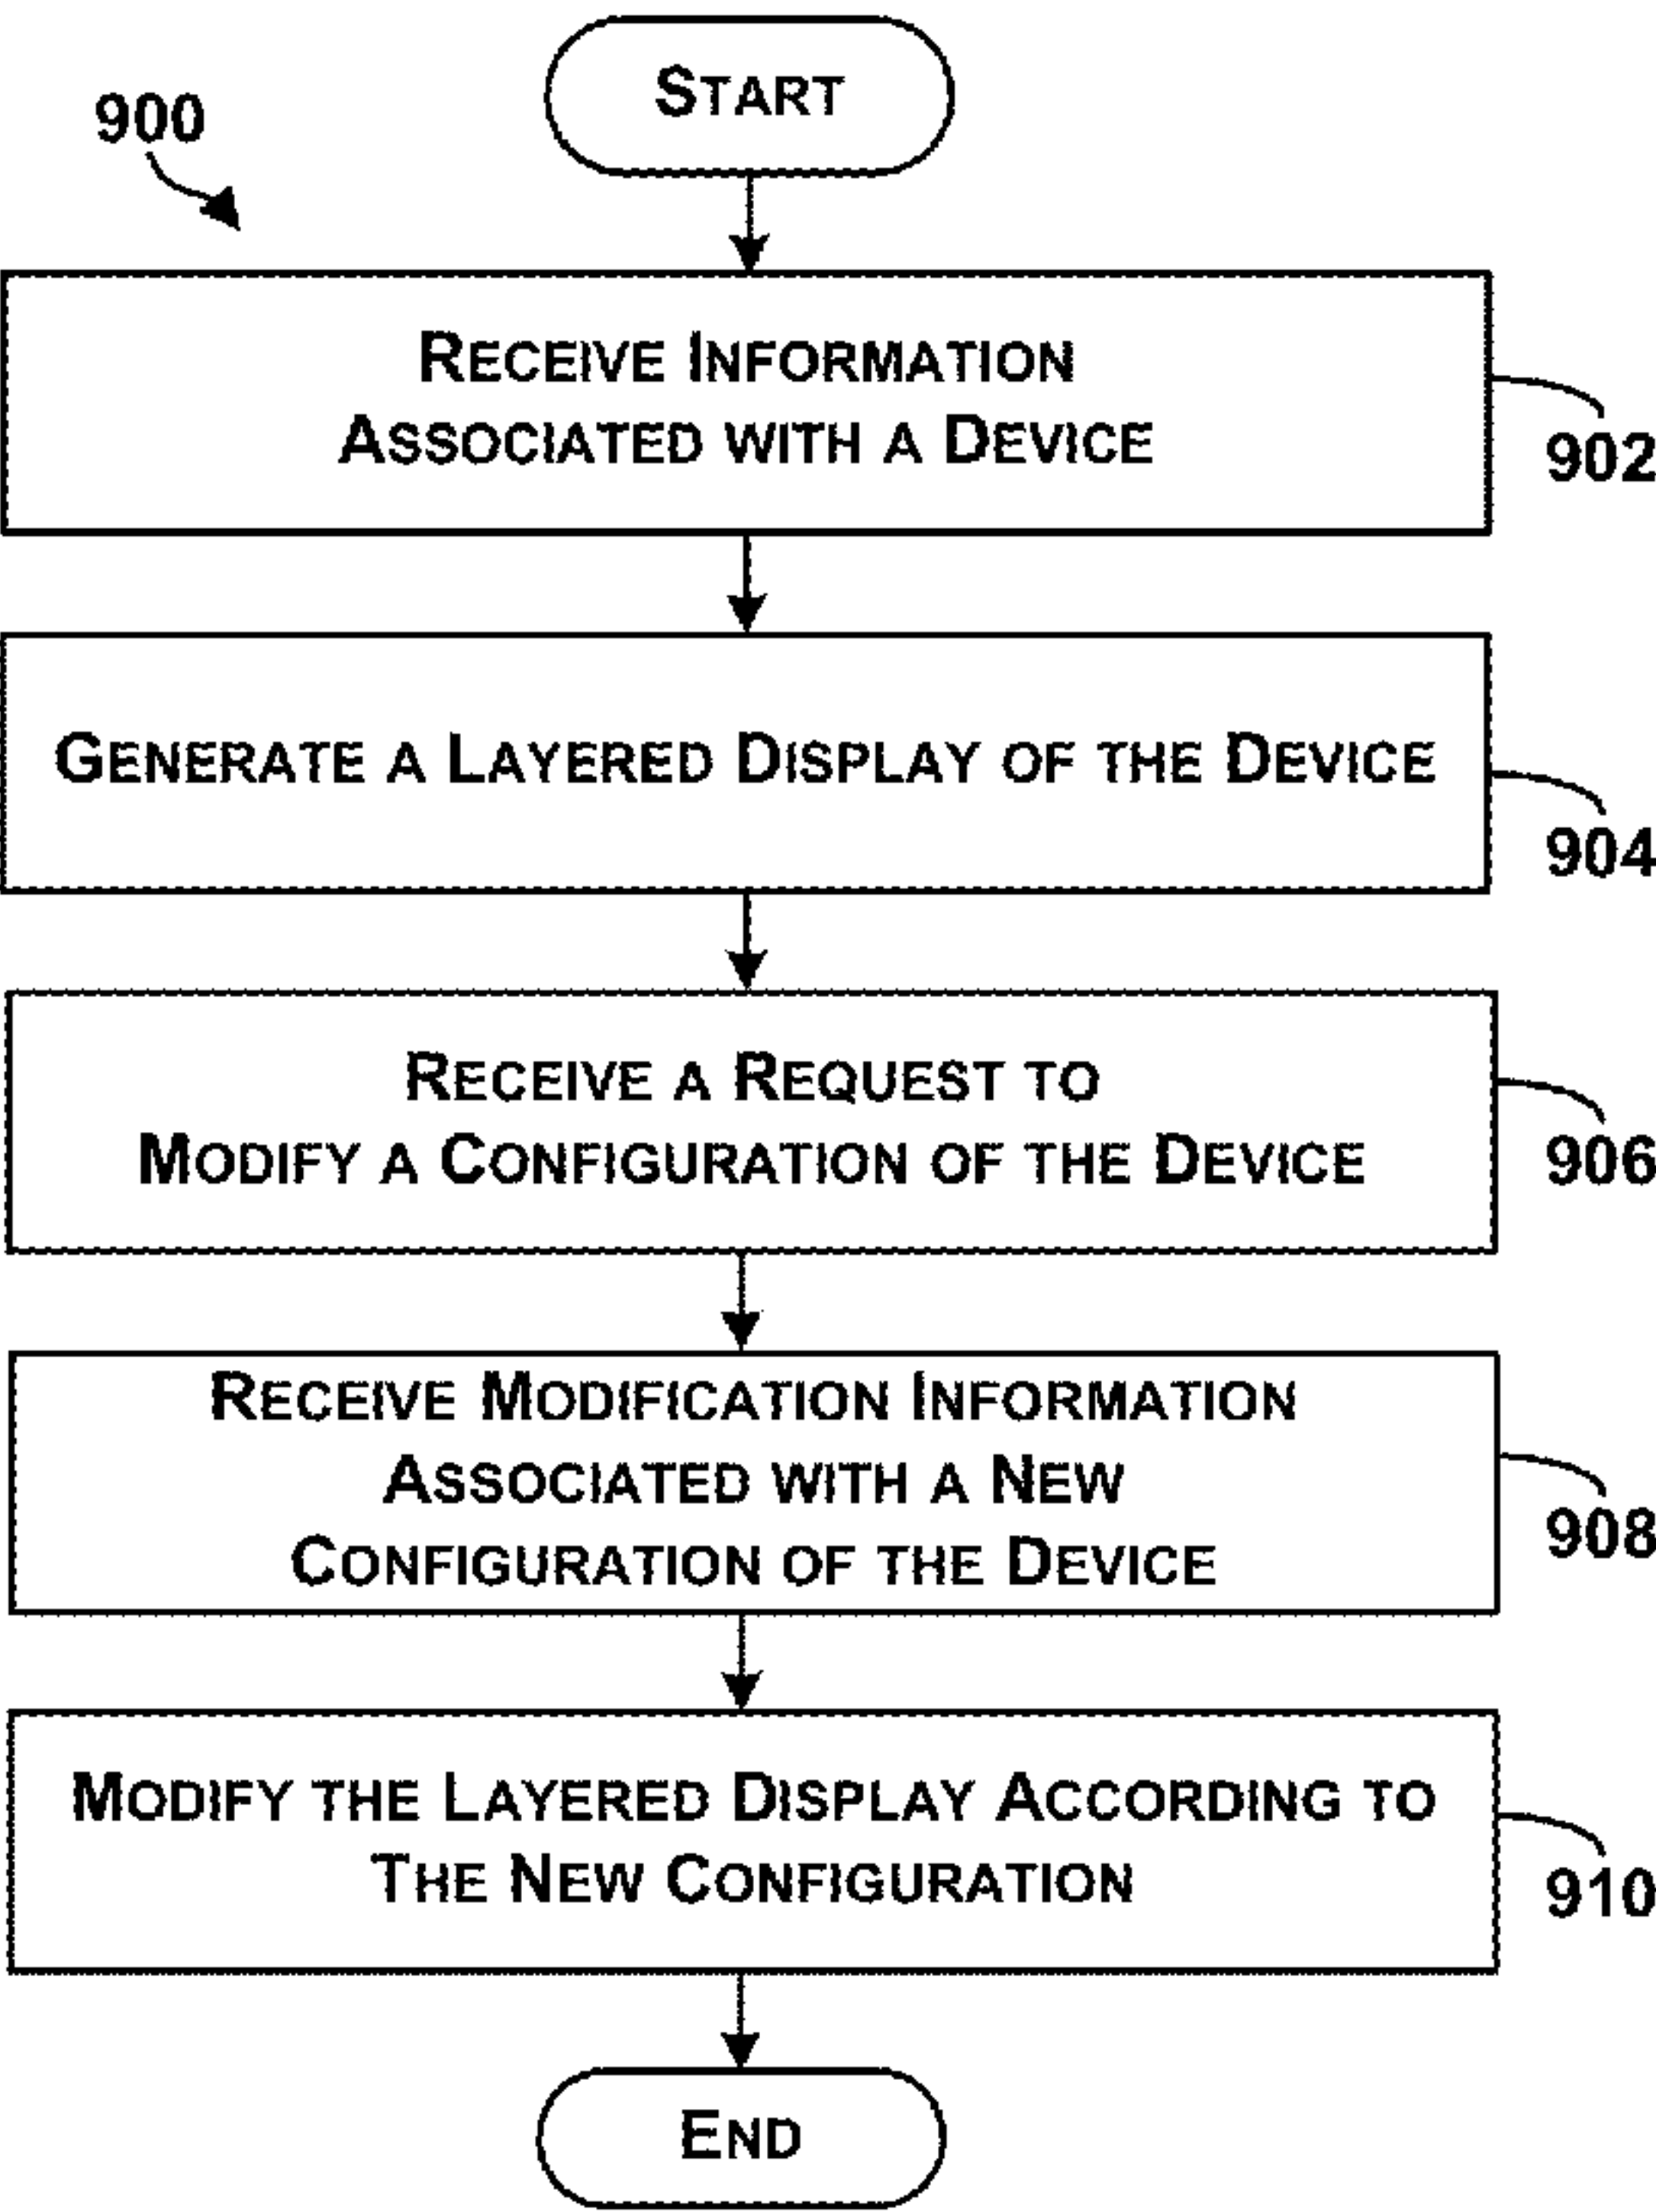 START
900
RECEIVE INFORMATION
ASSOCIATED WITH A DEVICE
902
GENERATE A LAYERED DISPLAY OF THE DEVICE
904
RECEIVE A REQUEST TO
MODIFY A CONFIGURATION OF THE DEVICE
906
RECEIVE MODIFICATION INFORMATION
ASSOCIATED WITH A NEW
CONFIGURATION OF THE DEVICE
908
MODIFY THE LAYERED DISPLAY ACCORDING TO
THE NEW CONFIGURATION
910
END